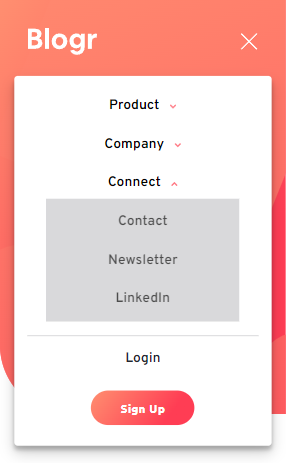 Blogr
Product
Company
Connect
Contact
Newsletter
LinkedIn
Login
Sign Up